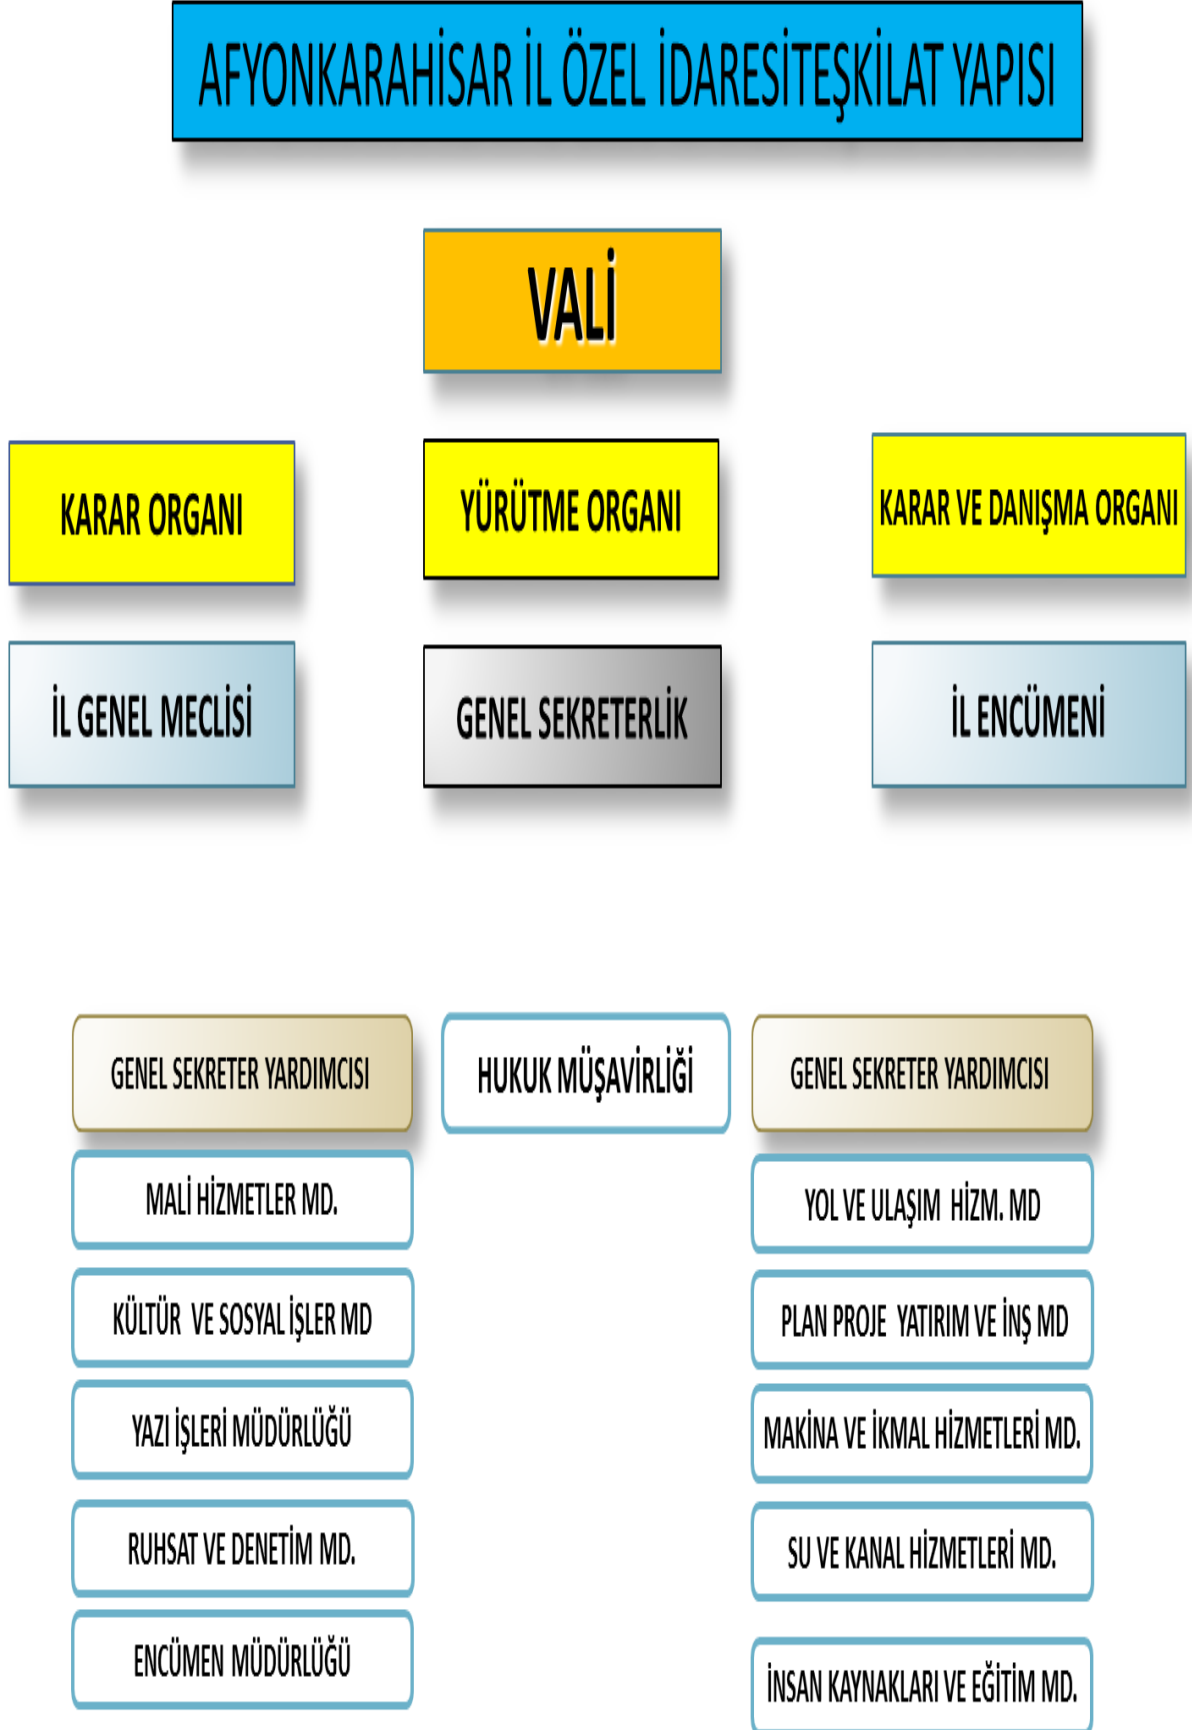 AFYONKARAHİSAR İL ÖZEL İDARESİTEŞKİLAT YAPISI
VALİ
KARAR ORGANI
YÜRÜTME ORGANI
KARAR VE DANIŞMA ORGANI
İL GENEL MECLİSİ
GENEL SEKRETERLİK
İL ENCÜMENİ
GENEL SEKRETER YARDIMCISI
HUKUK MÜŞAVİRLİĞİ
GENEL SEKRETER YARDIMCISI
MALİ HİZMETLER MD.
KÜLTÜR VE SOSYAL İŞLER MD
YAZI İŞLERİ MÜDÜRLÜĞÜ
RUHSAT VE DENETİM MD.
ENCÜMEN MÜDÜRLÜĞÜ
YOL VE ULAŞIM HİZM. MD
PLAN PROJE YATIRIM VE İNŞ MD
MAKİNA VE İKMAL HİZMETLERİ MD.
SU VE KANAL HİZMETLERİ MD.
İNSAN KAYNAKLARI VE EĞİTİM MD.